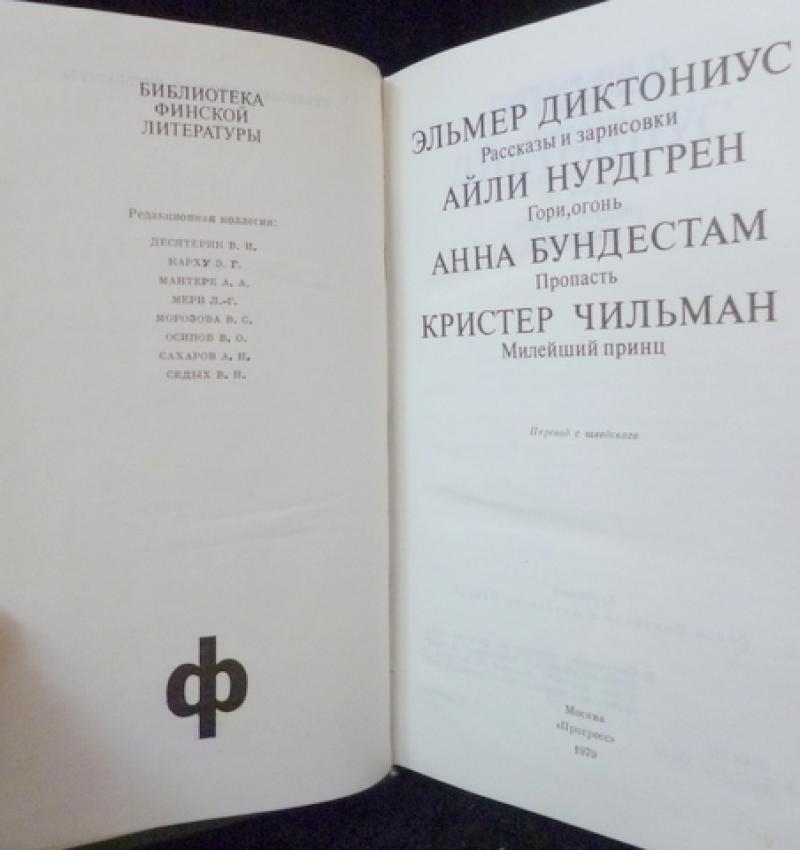 БИБЛИОТЕКА
ФИНСКОЙ
ЛИТЕРАТУРЫ
Редакционная коллегия:
ДЕСЯТЕРИК В. И.
КАРХУ Э. Г.
МАНТЕРЕ А. А.
МЕРИ Л.-Г.
МОРОЗОВА В. С.
ОСИПОВ В. О.
САХАРОВ А. Н.
СЕДЫХ В. Н.
ф
ЭЛЬМЕР ДИКТОНИУС
Рассказы и зарисовки
АЙЛИ НУРДГРЕН
Гори,огонь
АННА БУНДЕСТАМ
Пропасть
КРИСТЕР ЧИЛЬМАН
Милейший принц
Перевод с шведского
Москва
«Прогресс»
1979